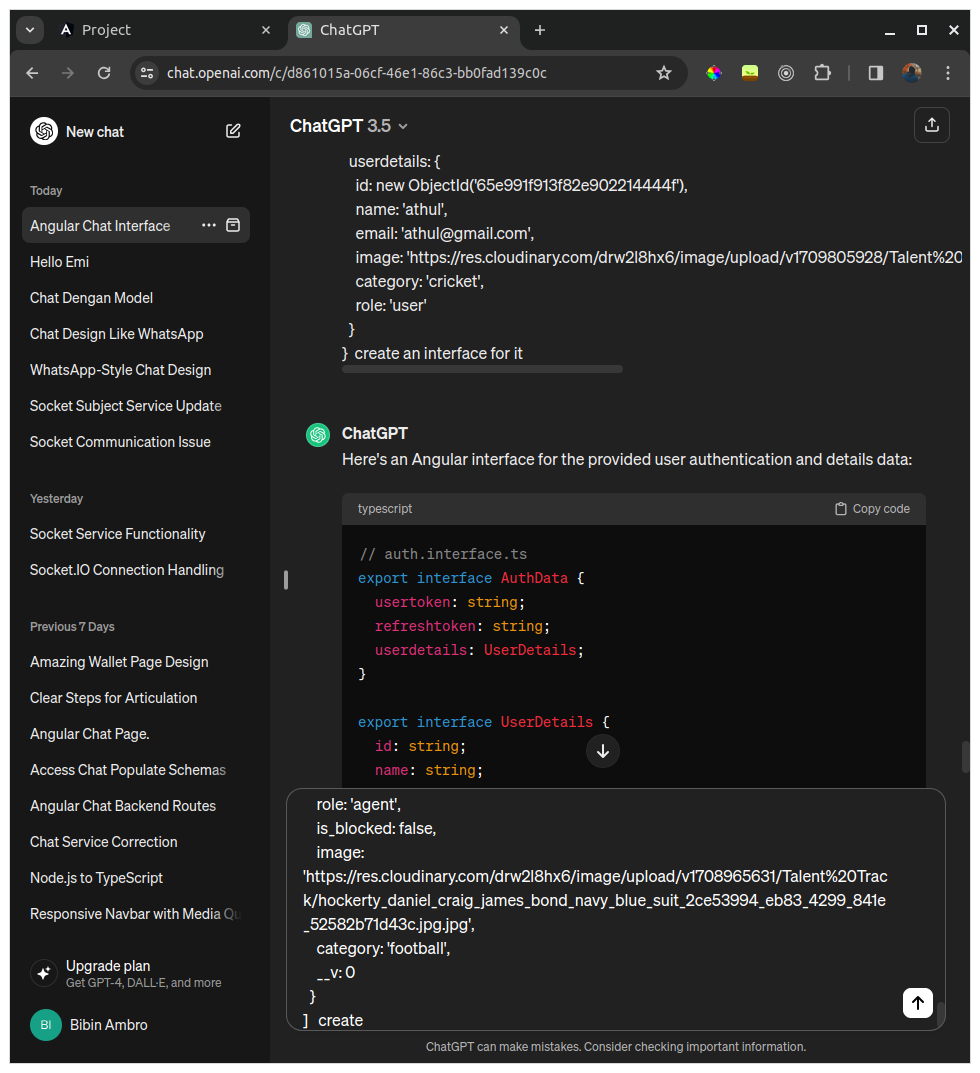 Project
ChatGPT
chat.openai.com/c/d861015a-06cf-46e1-86c3-bb0fad139c0c
New chat
Today
Angular Chat Interface
Hello Emi
Chat Dengan Model
Chat Design Like WhatsApp
WhatsApp-Style Chat Design
Socket Subject Service Update
Socket Communication Issue
Yesterday
Socket Service Functionality
Socket.IO Connection Handling
Previous 7 Days
Amazing Wallet Page Design
Clear Steps for Articulation
Angular Chat Page.
Access Chat Populate Schemas
Angular Chat Backend Routes
Chat Service Correction
Node.js to TypeScript
Responsive Navbar with Media Qu
Upgrade plan
Get GPT-4, DALL·E, and more
BI Bibin Ambro
ChatGPT 3.5
userdetails: {
id: new ObjectId('65e991f913f82e902214444f'),
name: 'athul',
email: 'athul@gmail.com',
image: 'https://res.cloudinary.com/drw2l8hx6/image/upload/v1709805928/Talent%20
category: 'cricket',
role: 'user'
}
} create an interface for it
ChatGPT
Here's an Angular interface for the provided user authentication and details data:
typescript Copy code
// auth.interface.ts
export interface AuthData {
usertoken: string;
refreshtoken: string;
userdetails: UserDetails;
}
export interface UserDetails {
id: string;
name: string;
role: 'agent',
is_blocked: false,
image:
'https://res.cloudinary.com/drw2l8hx6/image/upload/v1708965631/Talent%20Trac
k/hockerty_daniel_craig_james_bond_navy_blue_suit_2ce53994_eb83_4299_841e
_52582b71d43c.jpg.jpg',
category: 'football',
__v: 0
}
] create
ChatGPT can make mistakes. Consider checking important information.